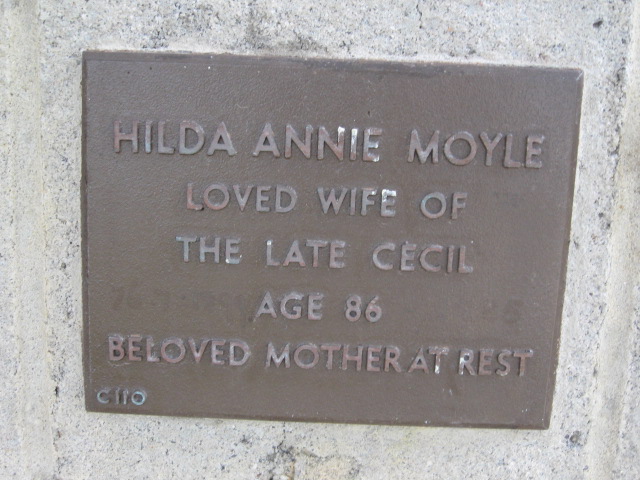 HILDA ANNIE MOYLE
LOVED WIFE OF
THE LATE CECIL
AGE 86
BELOVED MOTHER AT REST
C110